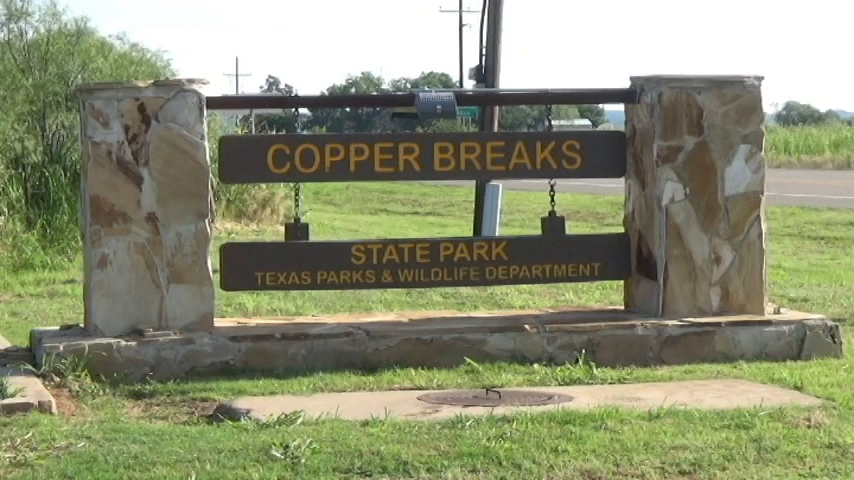 COPPER BREAKS
STATE PARK
TEXAS PARKS & WILDLIFE DEPARTMENT